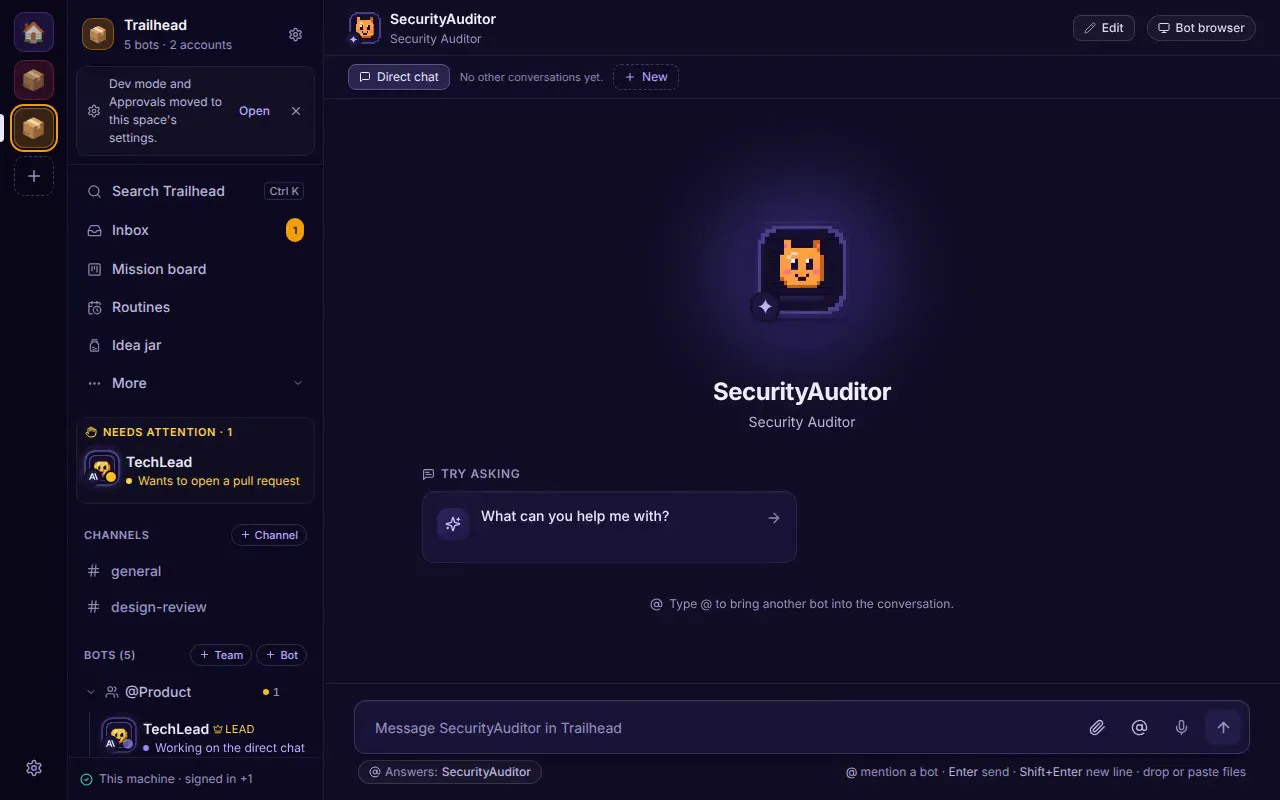 Trailhead
5 bots · 2 accounts
Dev mode and
Approvals moved to
this space's
settings.
Open
Search Trailhead
Ctrl K
Inbox
1
Mission board
Routines
Idea jar
More
NEEDS ATTENTION · 1
TechLead
Wants to open a pull request
CHANNELS
+ Channel
# general
# design-review
BOTS (5)
+ Team
+ Bot
@Product
1
TechLead
LEAD
Working on the direct chat
This machine · signed in +1
SecurityAuditor
Security Auditor
Edit
Bot browser
Direct chat
No other conversations yet.
+ New
SecurityAuditor
Security Auditor
TRY ASKING
What can you help me with?
@ Type @ to bring another bot into the conversation.
Message SecurityAuditor in Trailhead
@ Answers: SecurityAuditor
@ mention a bot · Enter send · Shift+Enter new line · drop or paste files